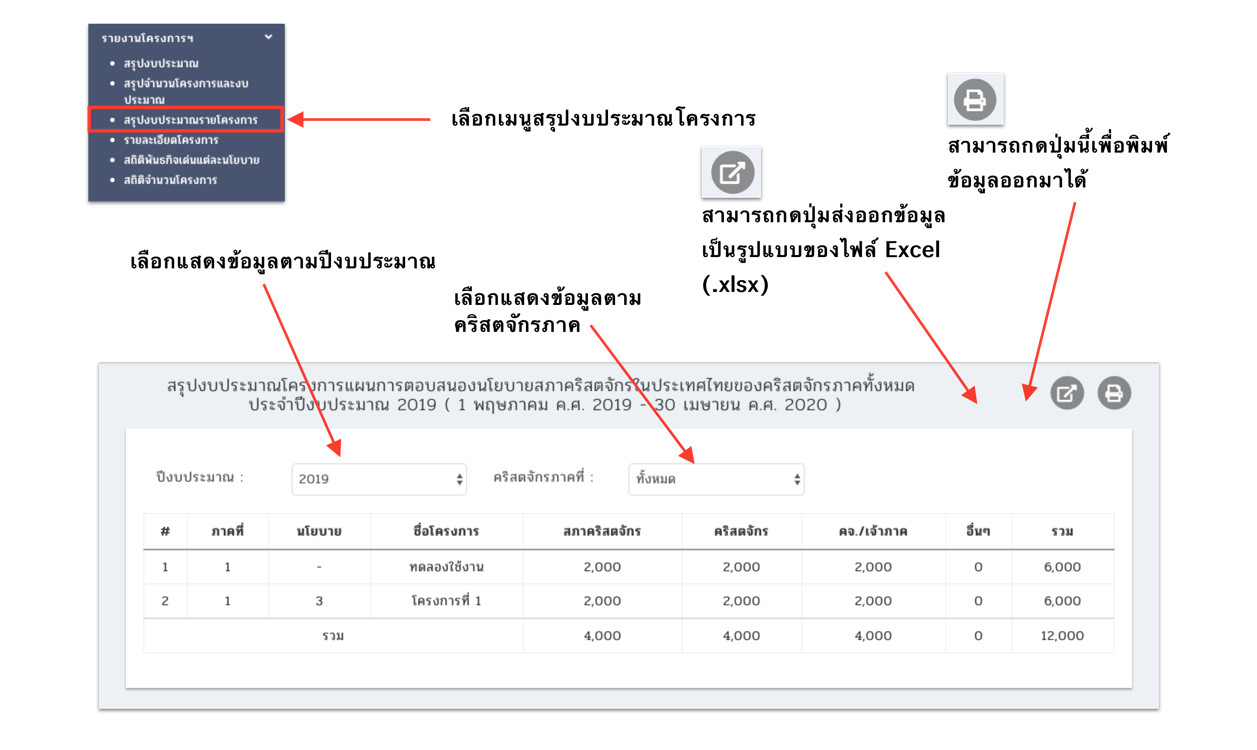 รายงานโครงการฯ
สรุปงบประมาณ
สรุปจำนวนโครงการและงบ
ประมาณ
สรุปงบประมาณรายโครงการ
รายละเอียดโครงการ
สถิติพันธกิจเด่นแต่ละนโยบาย
สถิติจำนวนโครงการ
เลือกเมนูสรุปงบประมาณโครงการ
สามารถกดปุ่มนี้เพื่อพิมพ์
ข้อมูลออกมาได้
สามารถกดปุ่มส่งออกข้อมูล
เป็นรูปแบบของไฟล์ Excel
(.xlsx)
เลือกแสดงข้อมูลตามปีงบประมาณ
เลือกแสดงข้อมูลตาม
คริสตจักรภาค
สรุปงบประมาณโครงการแผนการตอบสนองนโยบายสภาคริสตจักรในประเทศไทยของคริสตจักรภาคทั้งหมด
ประจำปีงบประมาณ 2019 ( 1 พฤษภาคม ค.ศ. 2019 - 30 เมษายน ค.ศ. 2020 )
ปีงบประมาณ : 2019 คริสตจักรภาคที่ : ทั้งหมด
# ภาคที่ นโยบาย ชื่อโครงการ สภาคริสตจักร คริสตจักร คจ./เจ้าภาค อื่นๆ รวม
1 1 - ทดลองใช้งาน 2,000 2,000 2,000 0 6,000
2 1 3 โครงการที่ 1 2,000 2,000 2,000 0 6,000
รวม 4,000 4,000 4,000 0 12,000